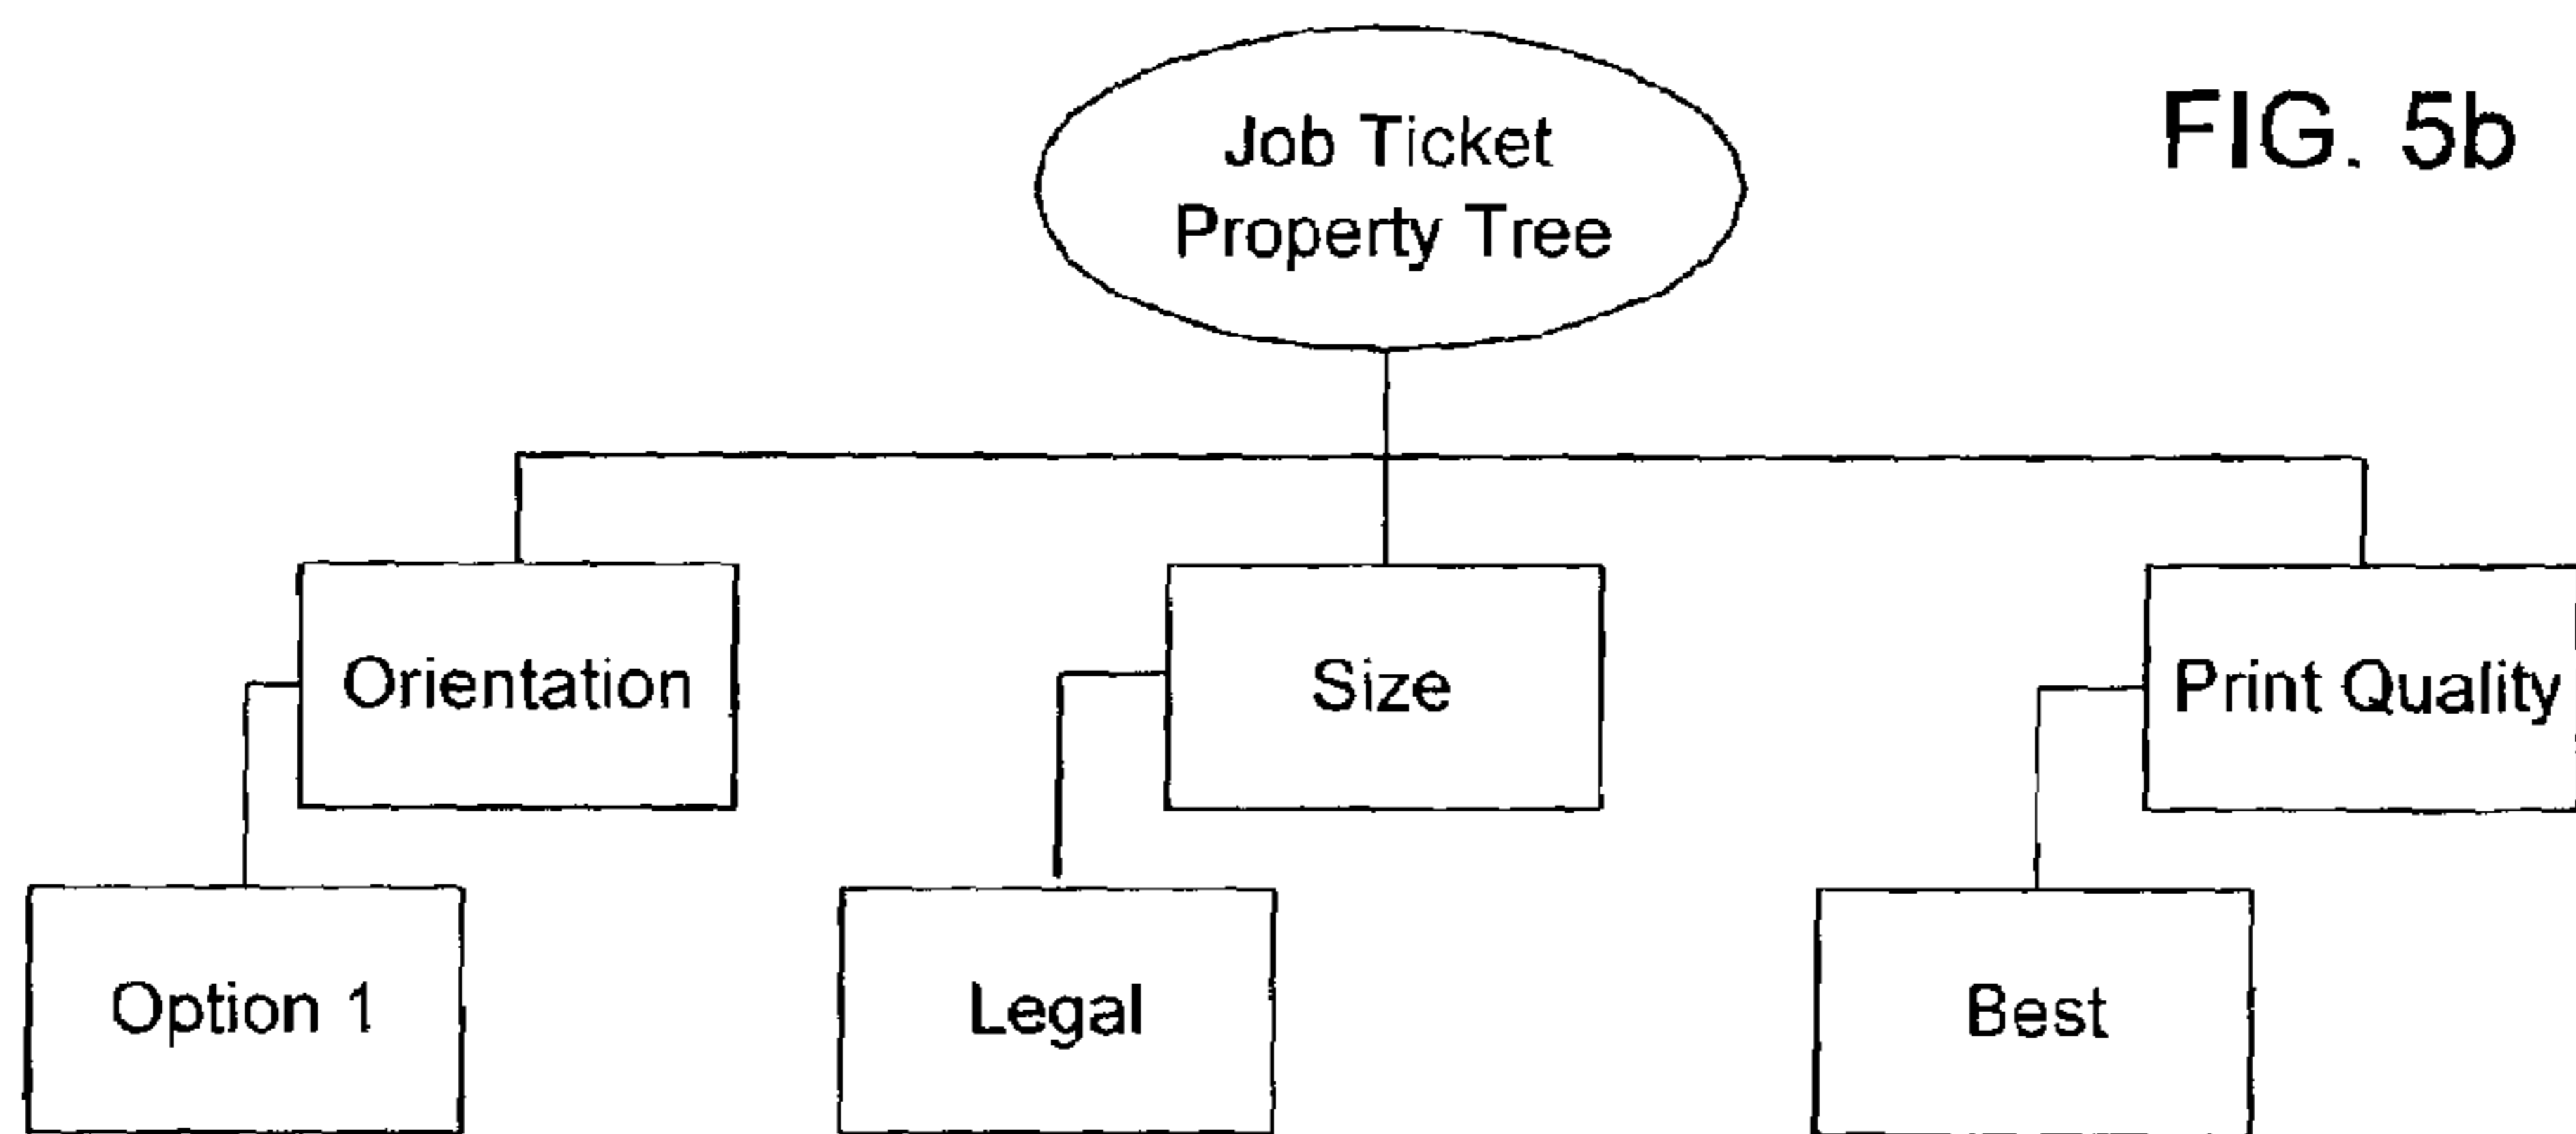 Job Ticket
Property Tree
FIG. 5b
Orientation
Size
Print Quality
Option 1
Legal
Best